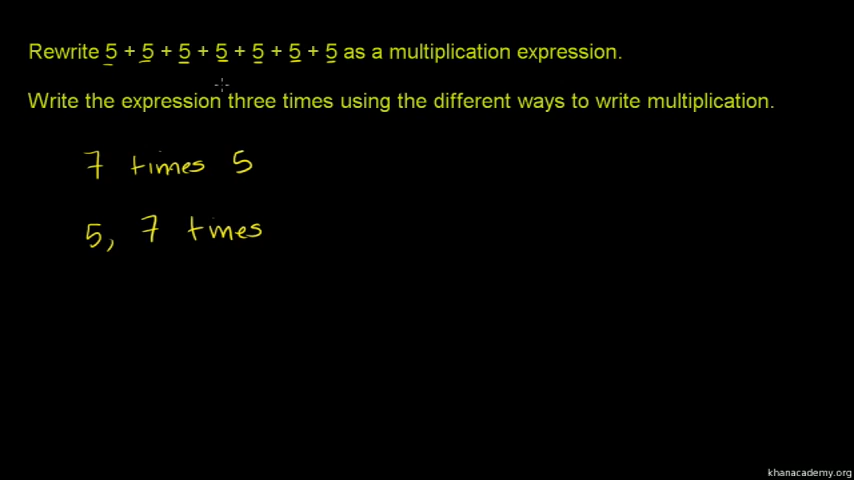 Rewrite 5 + 5 + 5 + 5 + 5 + 5 + 5 as a multiplication expression.
Write the expression three times using the different ways to write multiplication.
7 times 5
5, 7 times
khanacademy.org